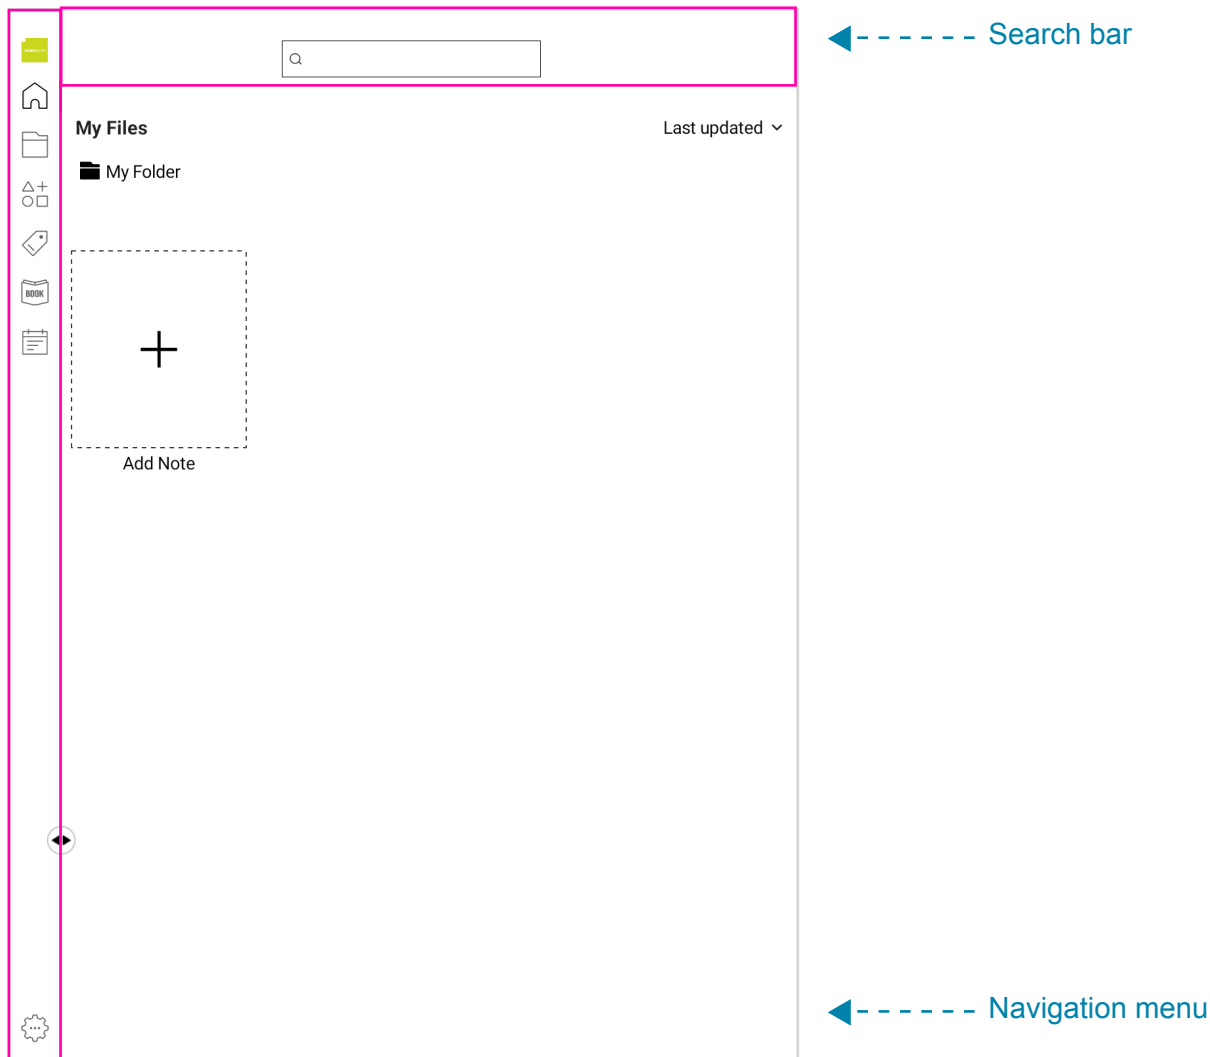 Search bar
My Files
Last updated
My Folder
BOOK
Add Note
Navigation menu